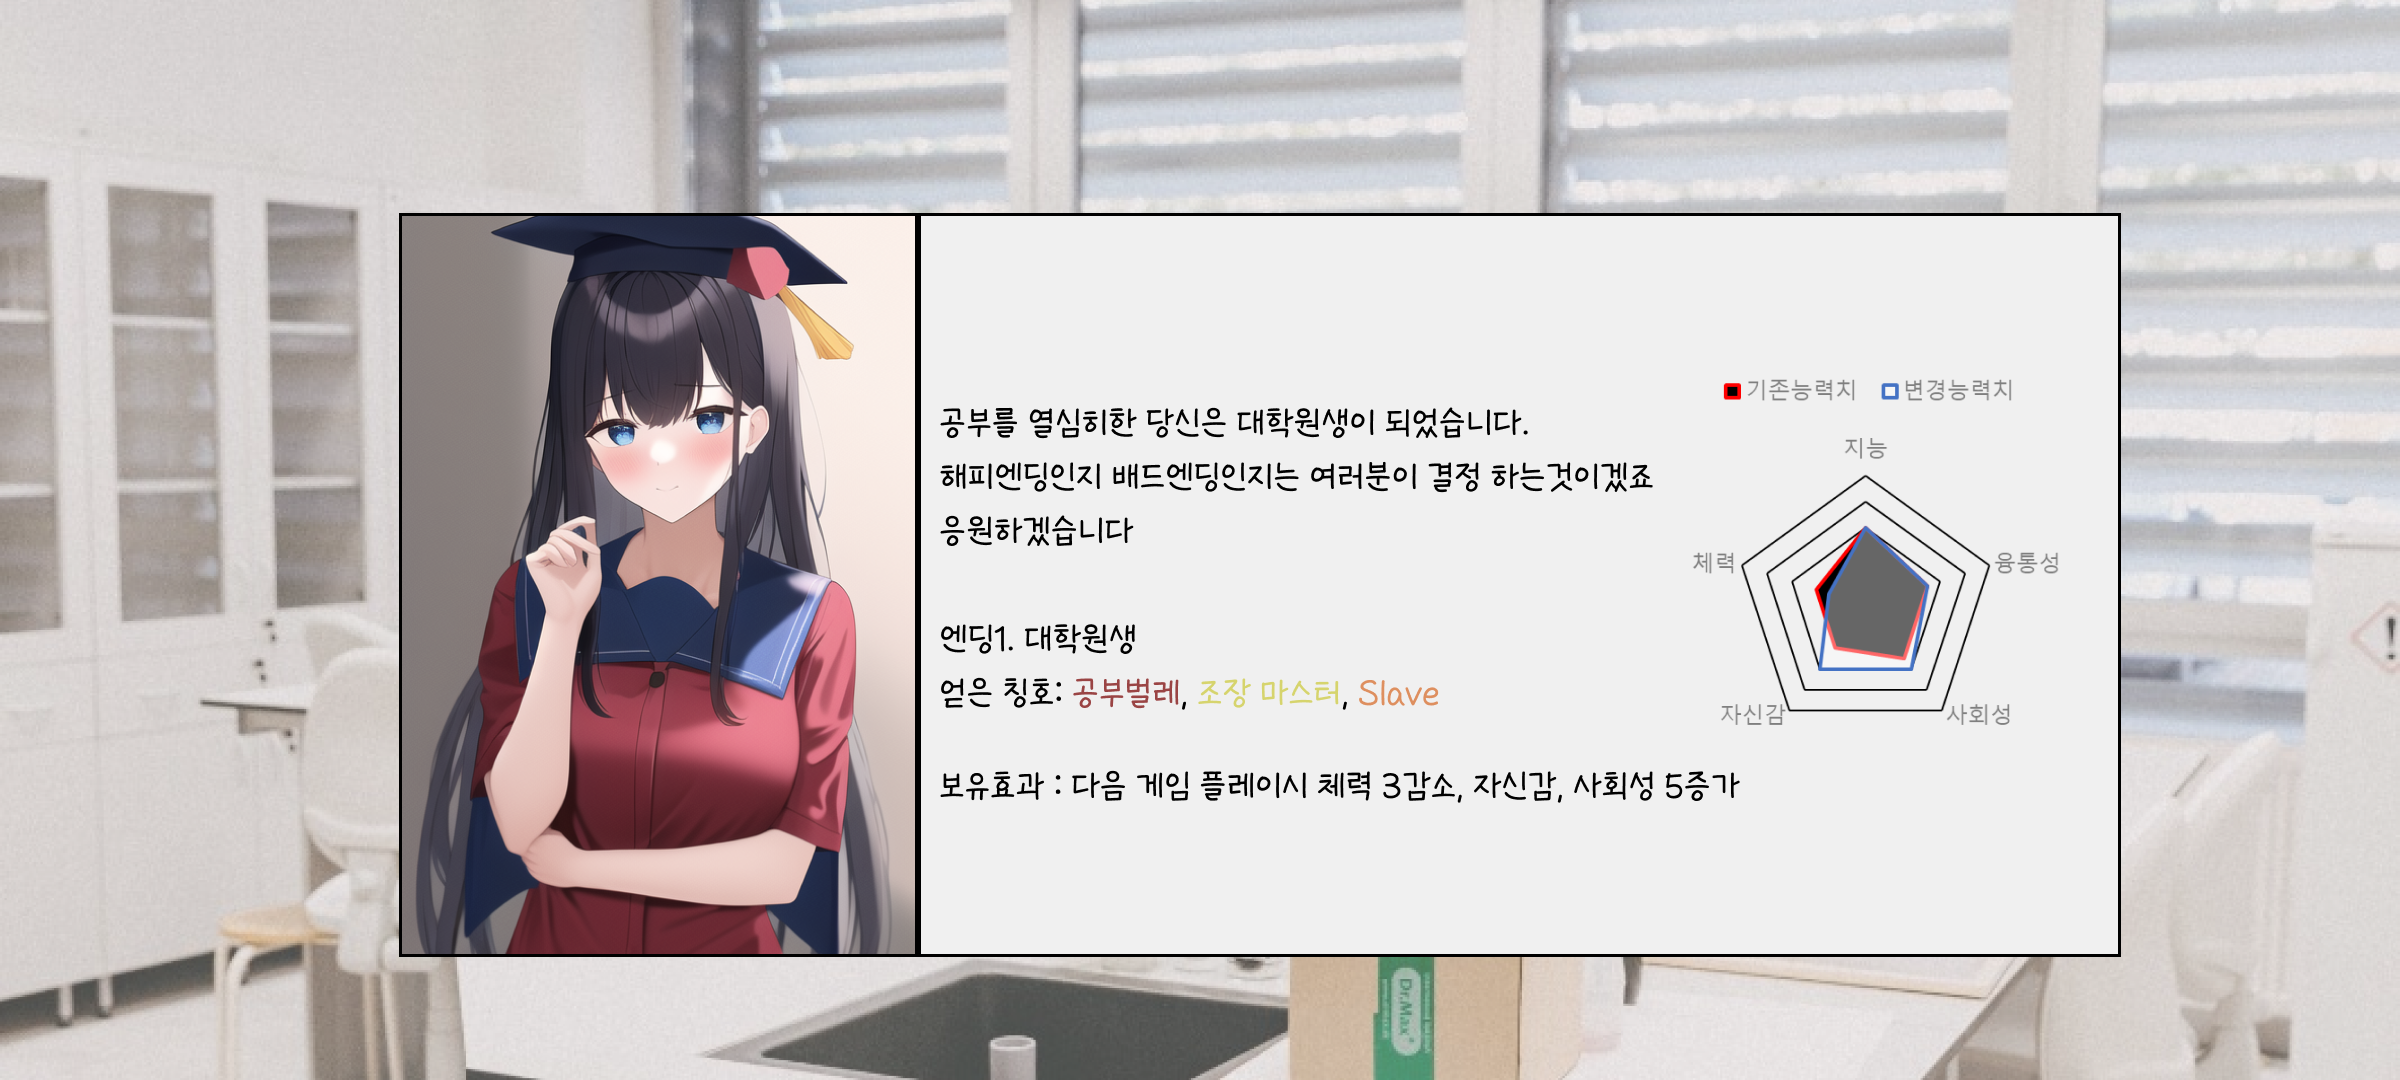 공부를 열심히한 당신은 대학원생이 되었습니다.
해피엔딩인지 배드엔딩인지는 여러분이 결정 하는것이겠죠
응원하겠습니다
엔딩1. 대학원생
얻은 칭호: 공부벌레, 조장 마스터, Slave
보유효과 : 다음 게임 플레이시 체력 3감소, 자신감, 사회성 5증가
기존능력치 변경능력치
지능
체력 융통성
자신감 사회성
Dr.Max
!